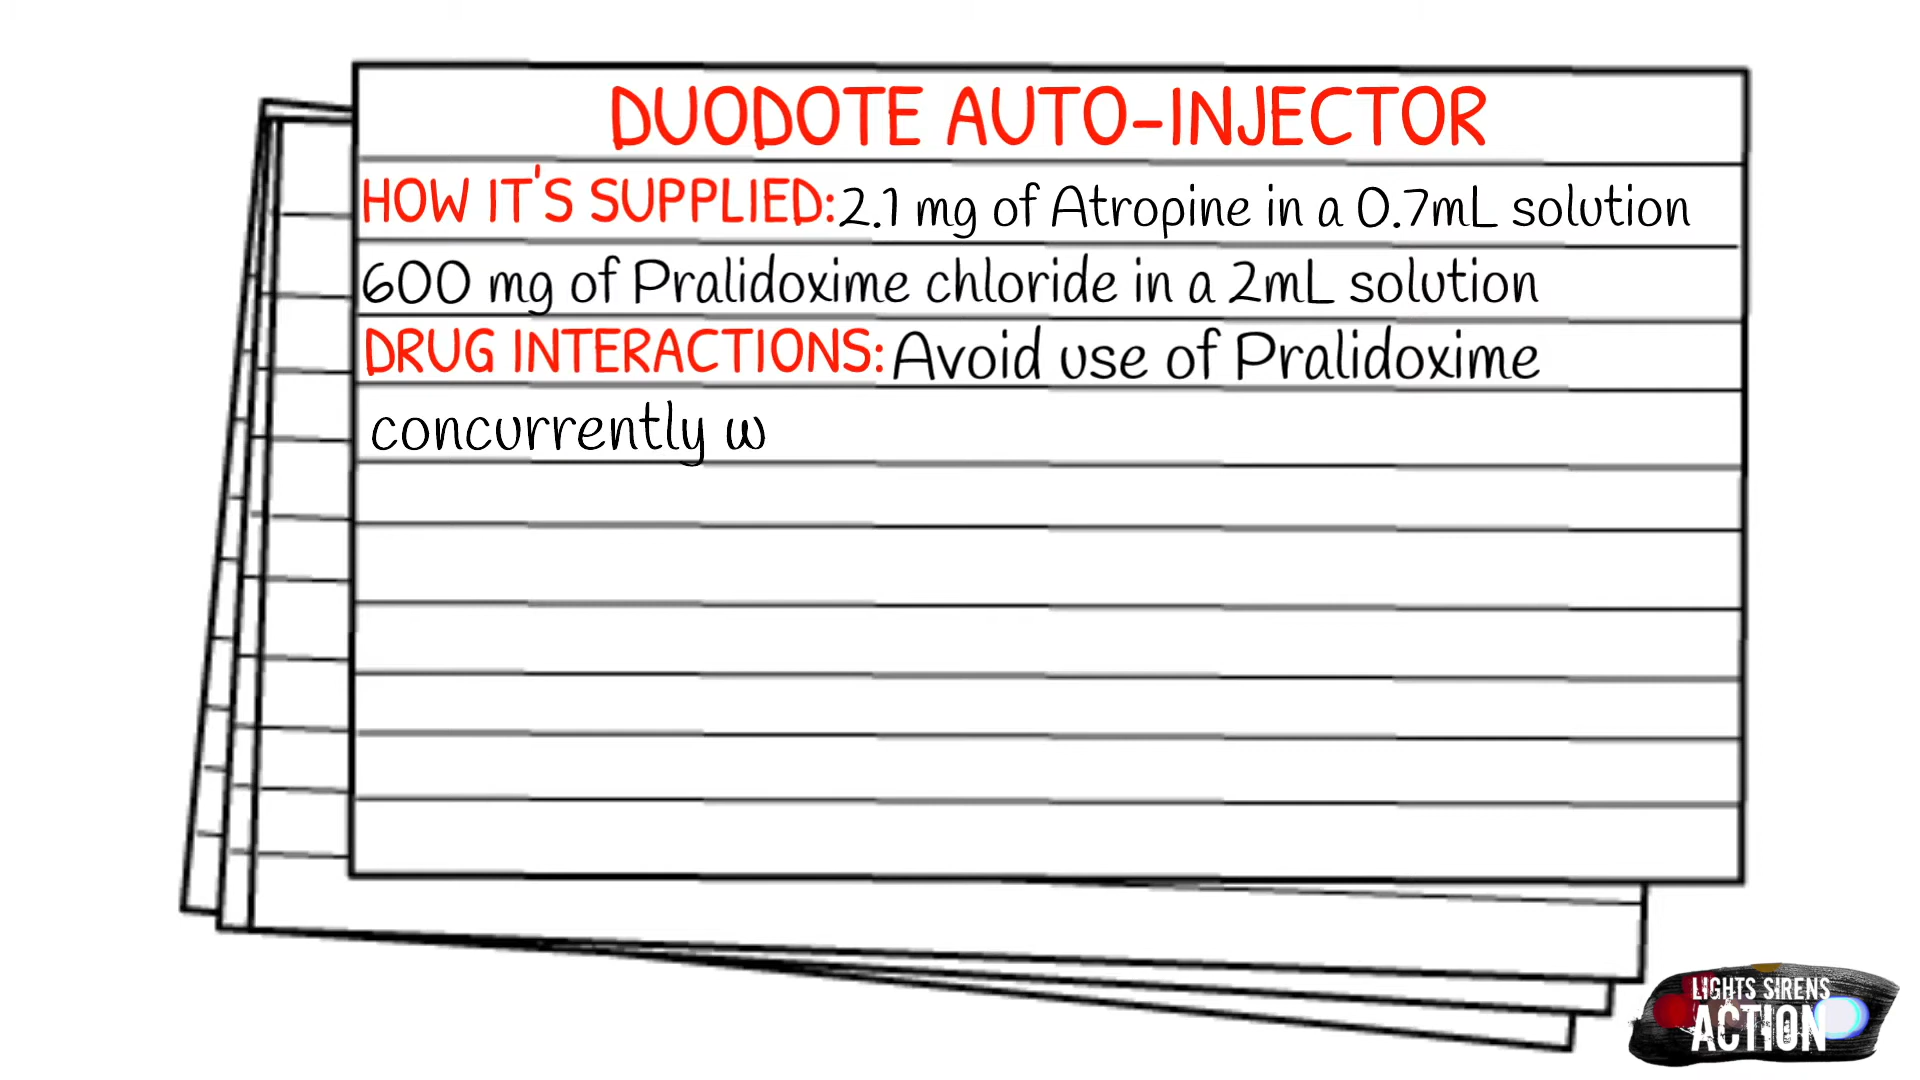 DUODOTE AUTO-INJECTOR
HOW IT'S SUPPLIED: 2.1 mg of Atropine in a 0.7mL solution
600 mg of Pralidoxime chloride in a 2mL solution
DRUG INTERACTIONS: Avoid use of Pralidoxime
concurrently w
LIGHTS SIRENS
ACTION